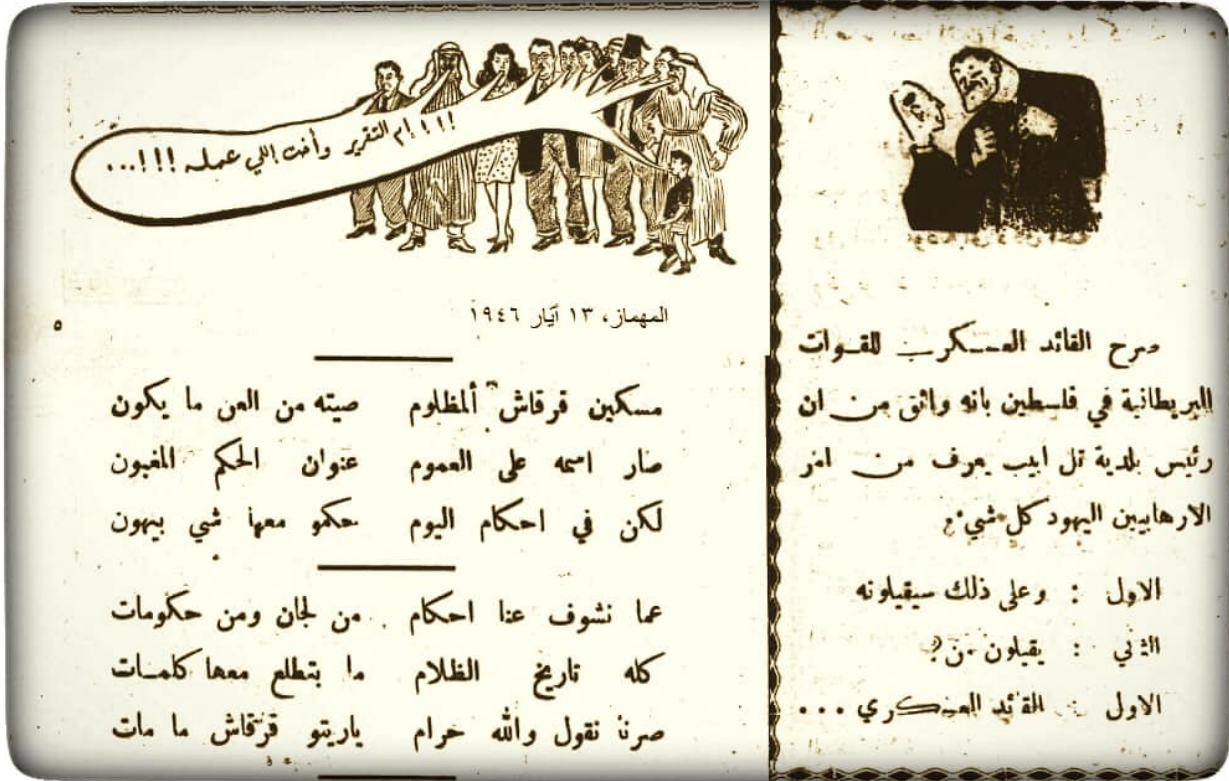 !!! ام التقرير وأخت اللي عمله !!!...
المهماز، ١٣ آيار ١٩٤٦
٥
مسكين قرقاش ألمظلوم صيته من العن ما يكون
صار اسمه على العموم عنوان الحكم المغبون
لكن في احكام اليوم حكمو معها شي بيهون
عما نشوف عنا احكام من لجان ومن حكومات
كله تاريخ الظلام ما بتطلع معها كلمات
صرنا نقول والله حرام ياريتو قرقاش ما مات
صرح القائد العسكري للقوات
البريطانية في فلسطين بانه واثق من ان
رئيس بلدية تل ابيب يعرف من امر
الارهابيين اليهود كل شيء
الاول : وعلى ذلك سيقيلونه
الثاني : يقيلون من؟
الاول : القائد العسكري ...